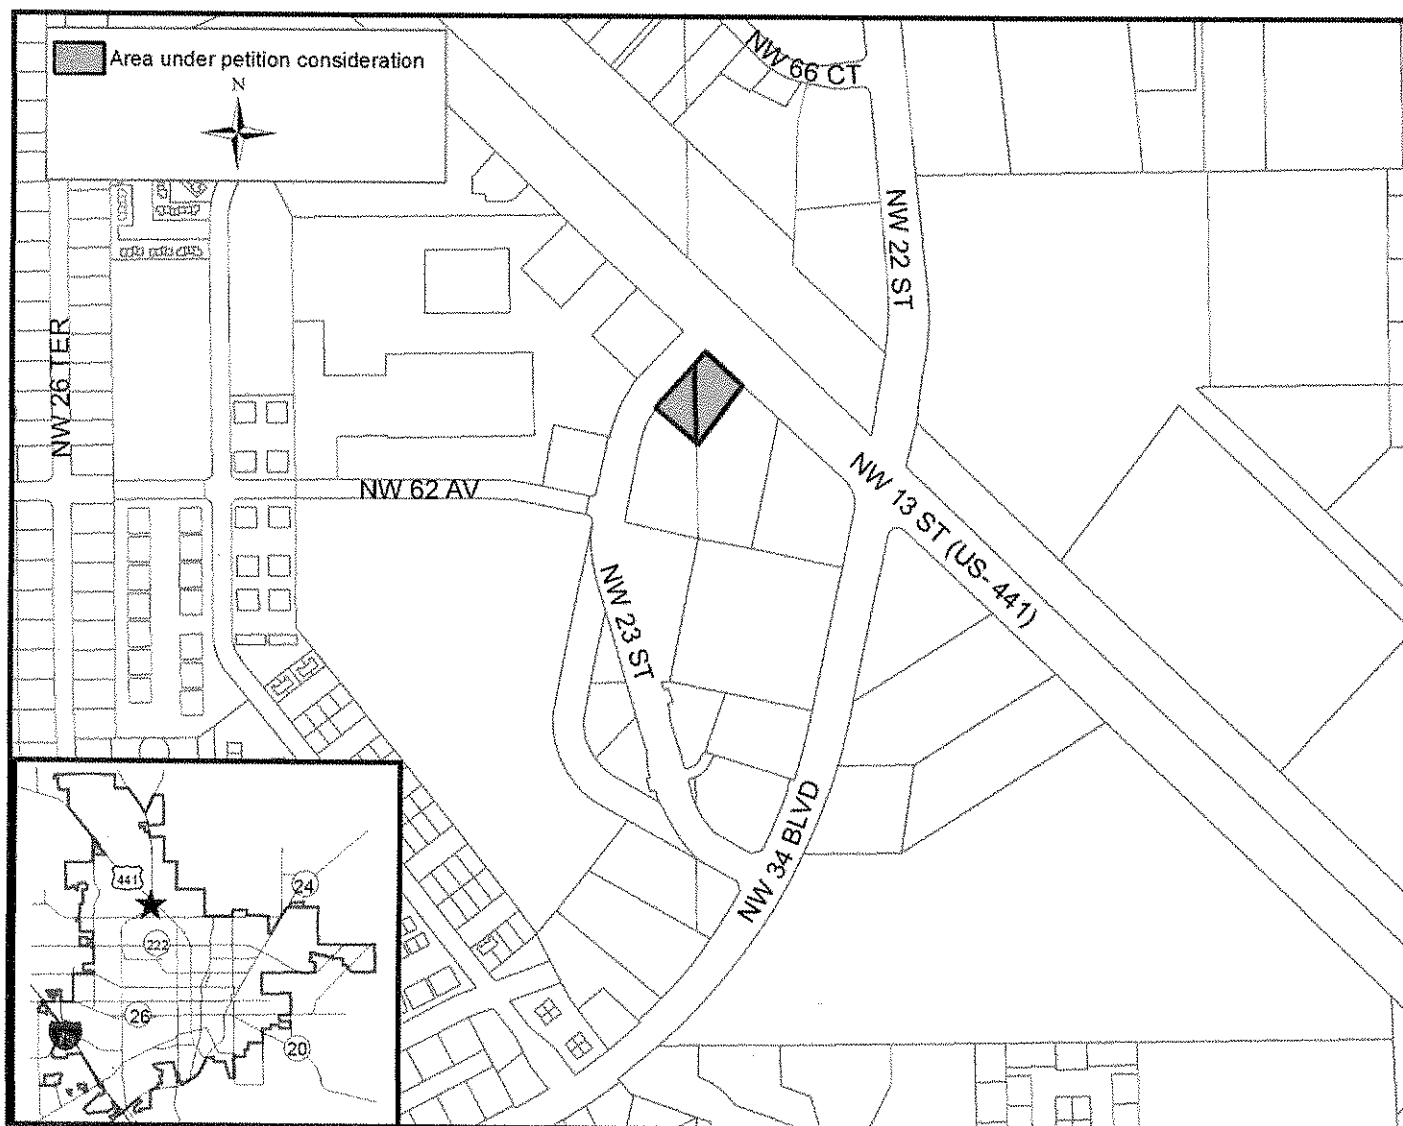 Area under petition consideration
N
NW 66 CT
NW 22 ST
NW 26 TER
NW 62 AV
NW 13 ST (US-441)
NW 23 ST
NW 34 BLVD
441
24
222
26
20